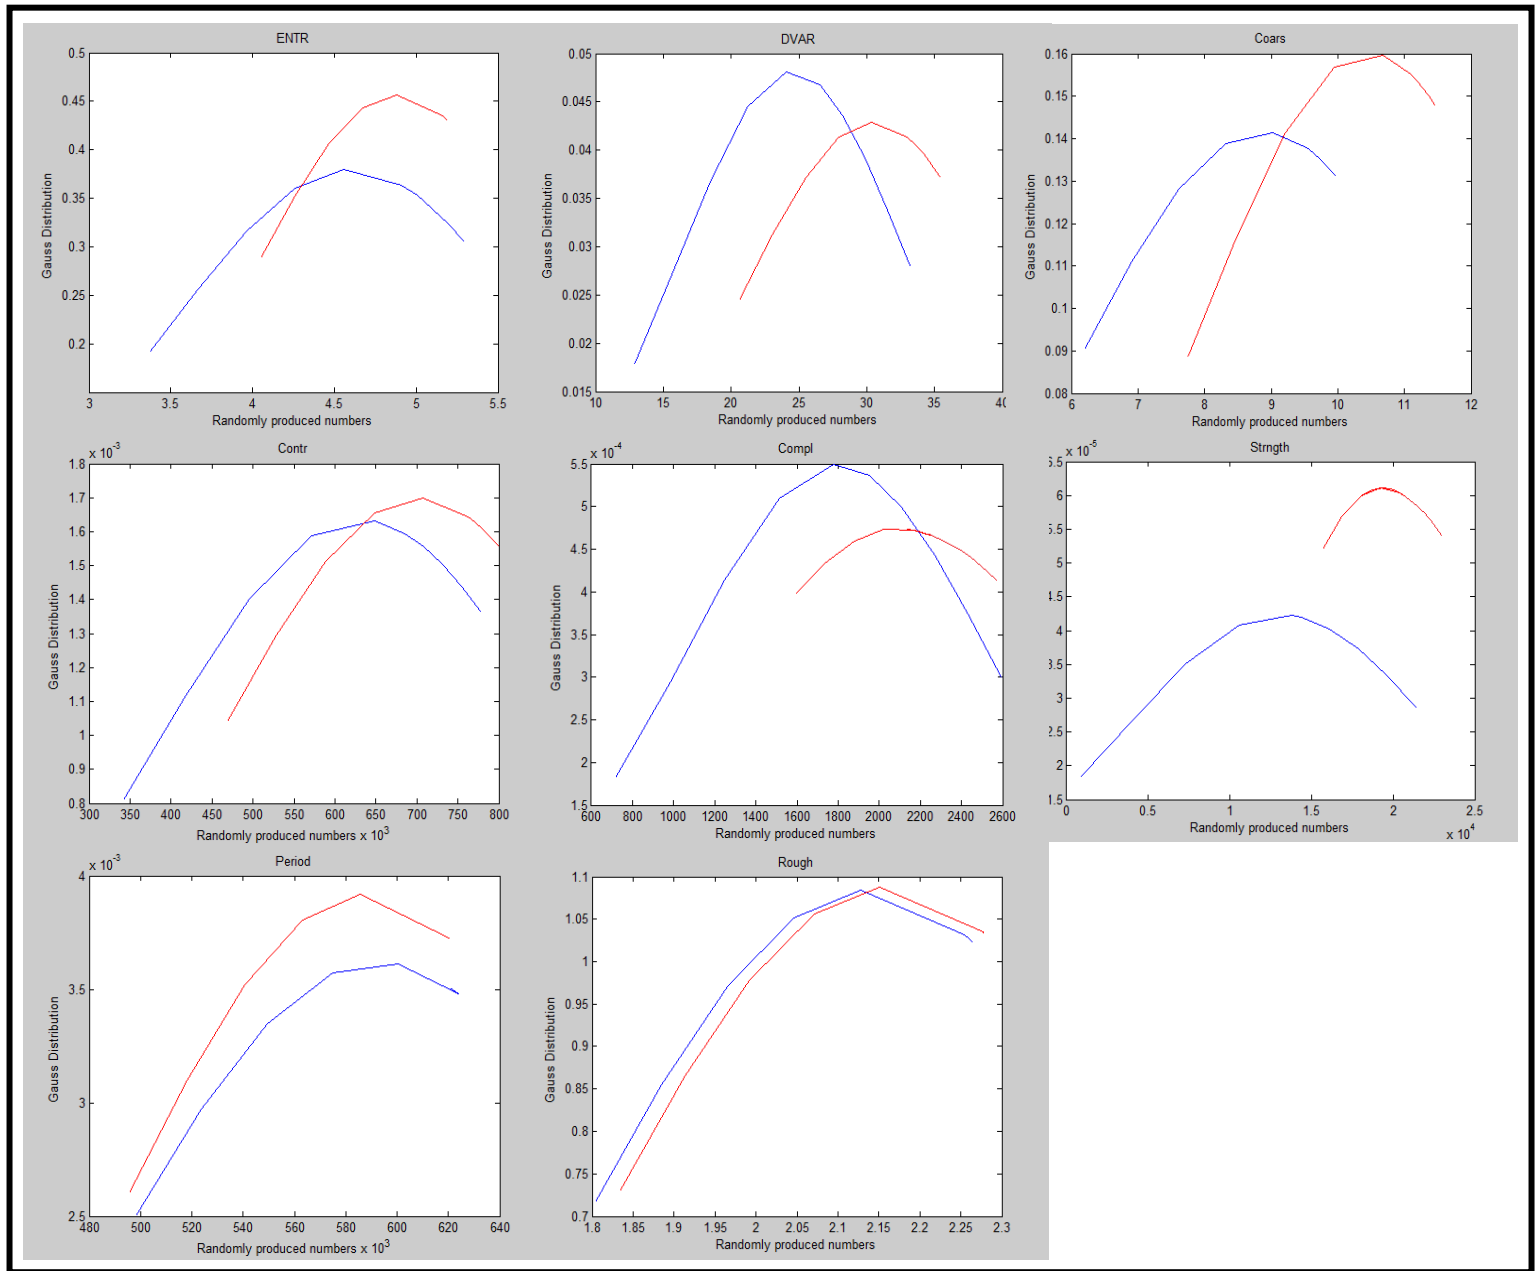 ENTR
0.5
0.45
0.4
0.35
0.3
0.25
0.2
Gauss Distribution
3 3.5 4 4.5 5 5.5
Randomly produced numbers
DVAR
0.05
0.045
0.04
0.035
0.03
0.025
0.02
0.015
Gauss Distribution
10 15 20 25 30 35 40
Randomly produced numbers
Coars
0.16
0.15
0.14
0.13
0.12
0.11
0.1
0.09
0.08
Gauss Distribution
6 7 8 9 10 11 12
Randomly produced numbers
Contr
x 10-3
1.8
1.7
1.6
1.5
1.4
1.3
1.2
1.1
1
0.9
0.8
Gauss Distribution
300 400 450 500 550 600 650 700 750 800
Randomly produced numbers x 103
Compl
x 10-4
5.5
5
4.5
4
3.5
3
2.5
2
1.5
Gauss Distribution
600 800 1000 1200 1400 1600 1800 2000 2200 2400 2600
Randomly produced numbers
Strngth
x 10-5
3.5
6
5.5
5
4.5
4
3.5
3
2.5
2
1.5
Gauss Distribution
0 0.5 1 1.5 2 2.5
Randomly produced numbers
x 104
Period
x 10-3
4
3.5
3
2.5
Gauss Distribution
480 500 520 540 560 580 600 620 640
Randomly produced numbers x 103
Rough
1.1
1.05
1
0.95
0.9
0.85
0.8
0.75
0.7
Gauss Distribution
1.8 1.85 1.9 1.95 2 2.05 2.1 2.15 2.2 2.25 2.3
Randomly produced numbers